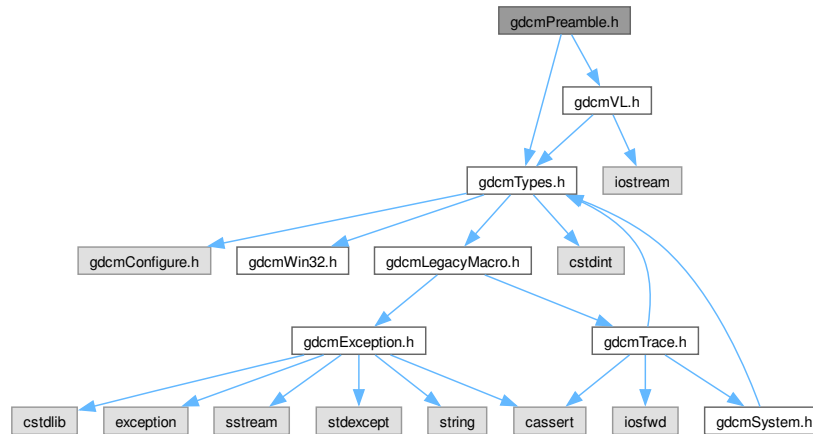 gdcmPreamble.h
gdcmVL.h
gdcmTypes.h
iostream
gdcmConfigure.h
gdcmWin32.h
gdcmLegacyMacro.h
cstdint
gdcmException.h
gdcmTrace.h
cstdlib
exception
sstream
stdexcept
string
cassert
iosfwd
gdcmSystem.h